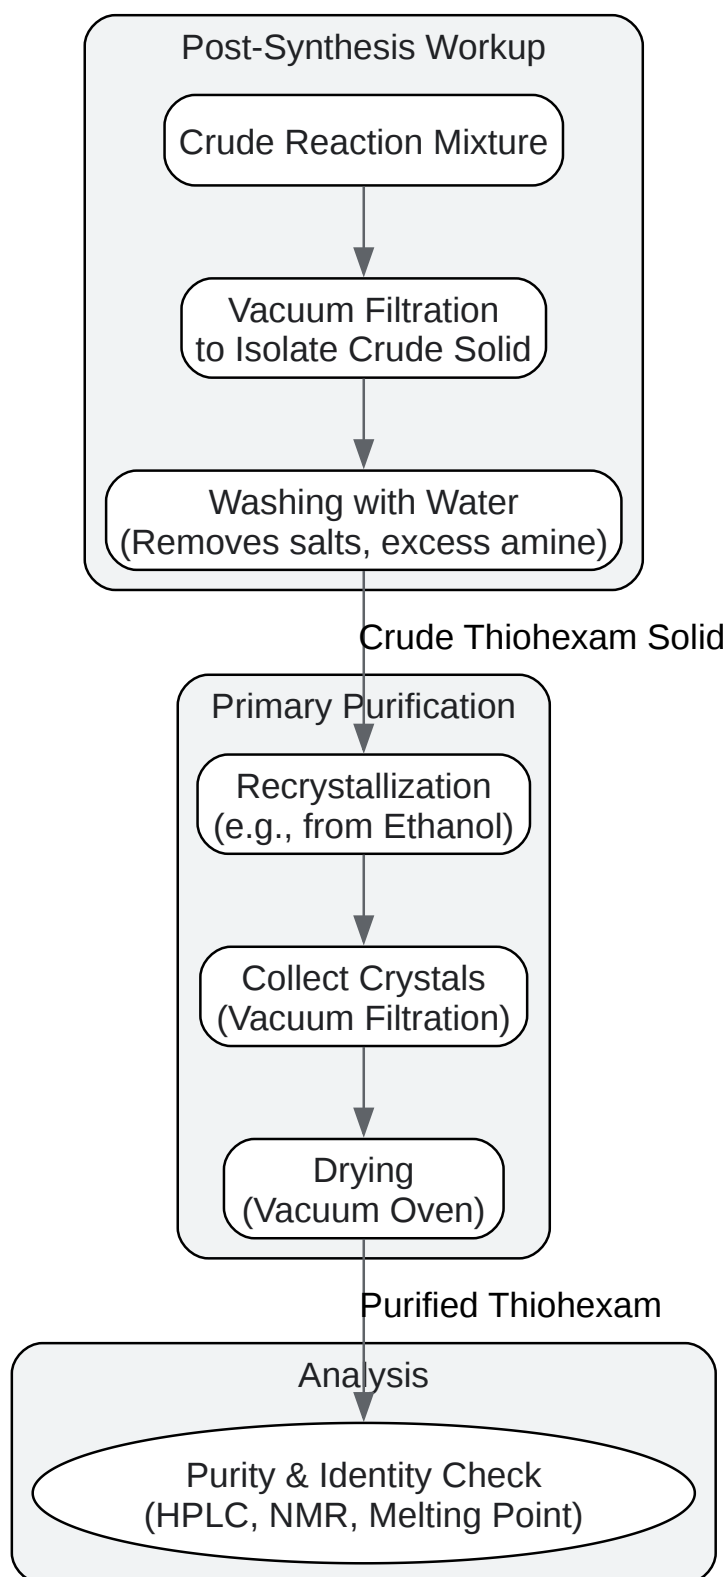 Post-Synthesis Workup
Crude Reaction Mixture
Vacuum Filtration
to Isolate Crude Solid
Washing with Water
(Removes salts, excess amine)
Crude Thiohexam Solid
Primary Purification
Recrystallization
(e.g., from Ethanol)
Collect Crystals
(Vacuum Filtration)
Drying
(Vacuum Oven)
Purified Thiohexam
Analysis
Purity & Identity Check
(HPLC, NMR, Melting Point)